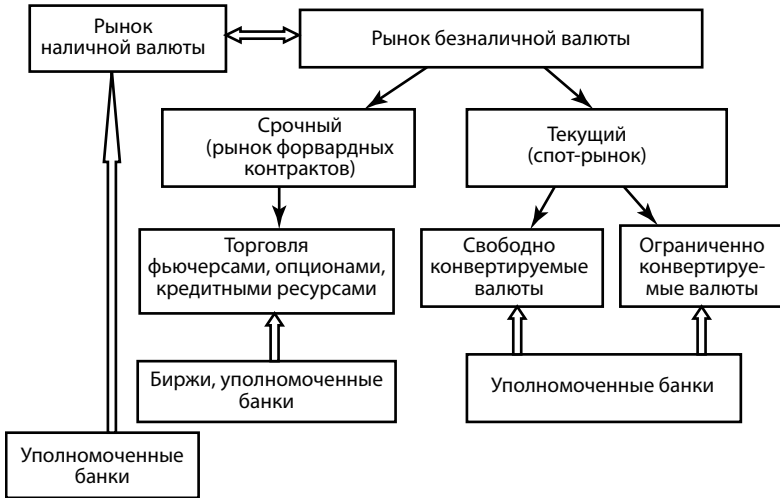 Рынок
наличной валюты
Рынок безналичной валюты
Срочный
(рынок форвардных
контрактов)
Текущий
(спот-рынок)
Торговля
фьючерсами, опционами,
кредитными ресурсами
Свободно
конвертируемые
валюты
Ограниченно
конвертируе-
мые валюты
Биржи, уполномоченные
банки
Уполномоченные банки
Уполномоченные
банки